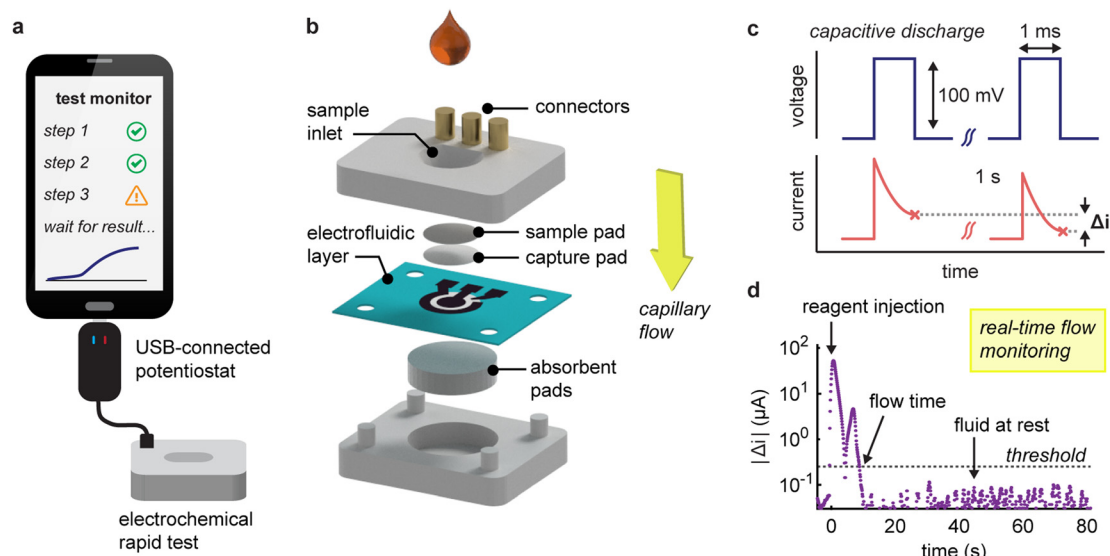 a
test monitor
step 1
step 2
step 3
wait for result...
USB-connected
potentiostat
electrochemical
rapid test
b
sample
inlet
connectors
sample pad
capture pad
electrofluidic
layer
capillary
flow
absorbent
pads
c
capacitive discharge
1 ms
voltage
100 mV
current
1 s
Δi
time
d
reagent injection
real-time flow
monitoring
|Δi| (µA)
10²
10¹
10⁰
10⁻¹
flow time
fluid at rest
threshold
0 20 40 60 80
time (s)